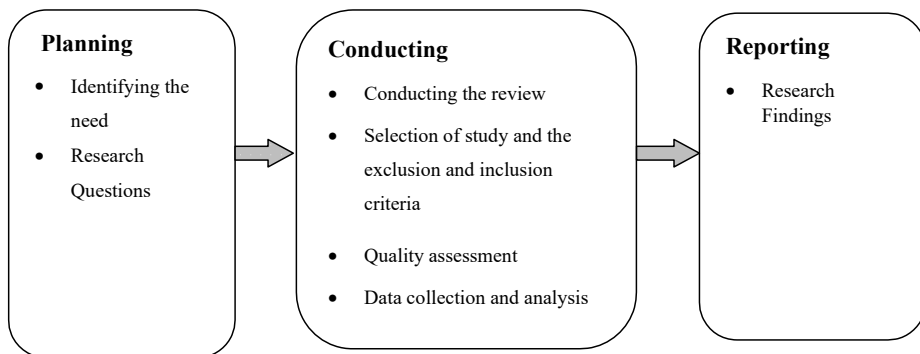 Planning
• Identifying the
need
• Research
Questions
Conducting
• Conducting the review
• Selection of study and the
exclusion and inclusion
criteria
• Quality assessment
• Data collection and analysis
Reporting
• Research
Findings